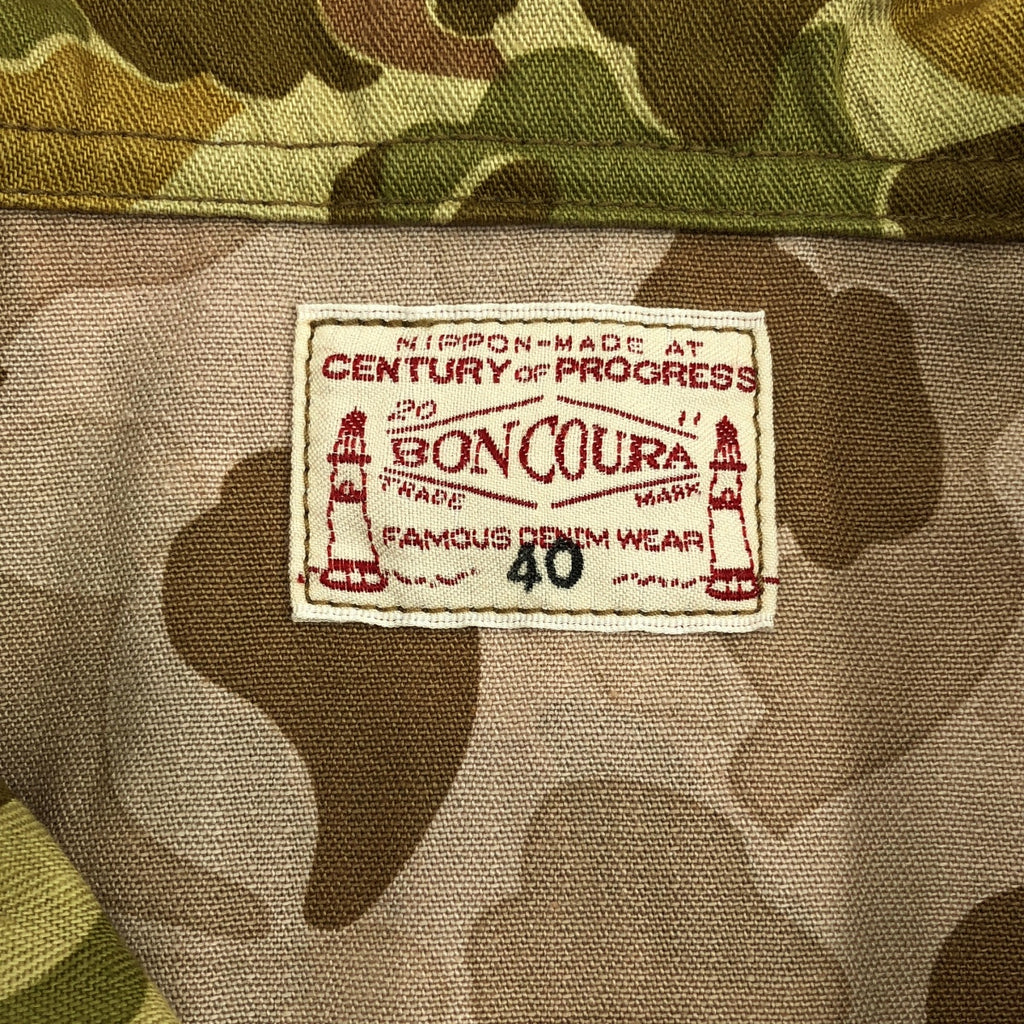 NIPPON-MADE AT
CENTURY OF PROGRESS
20 11
BONCOURA
TRADE MARK
FAMOUS DENIM WEAR
40